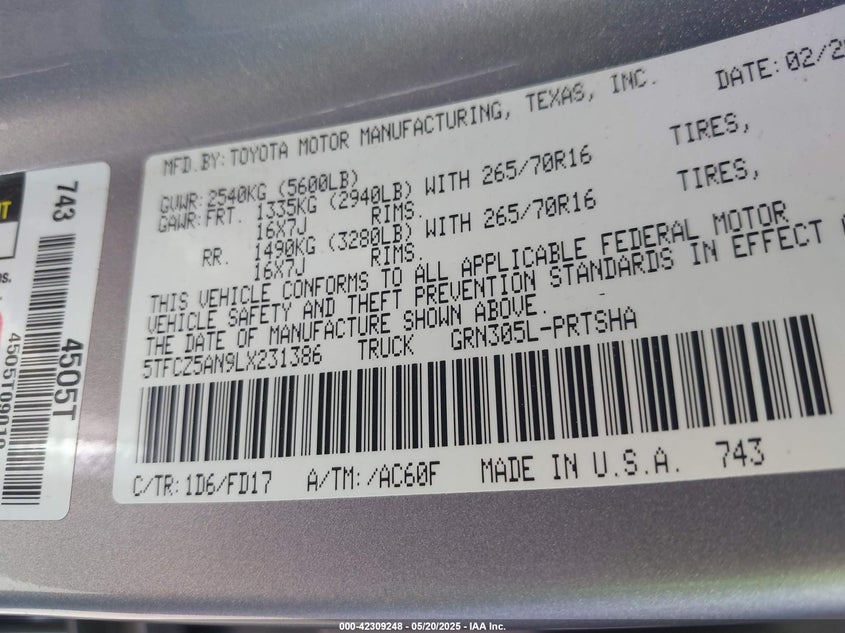 MFD.BY:TOYOTA MOTOR MANUFACTURING, TEXAS, INC. DATE:02/2
GVWR:2540KG (5600LB)
GAWR:FRT. 1335KG (2940LB) WITH 265/70R16 TIRES,
16X7J RIMS.
RR. 1490KG (3280LB) WITH 265/70R16 TIRES,
16X7J RIMS.
THIS VEHICLE CONFORMS TO ALL APPLICABLE FEDERAL MOTOR
VEHICLE SAFETY AND THEFT PREVENTION STANDARDS IN EFFECT
THE DATE OF MANUFACTURE SHOWN ABOVE.
5TFCZ5AN9LX231386 TRUCK GRN305L-PRTSHA
C/TR:1D6/FD17 A/TM:/AC60F MADE IN U.S.A. 743
743
4505T
000-42309248 - 05/20/2025 - IAA Inc.